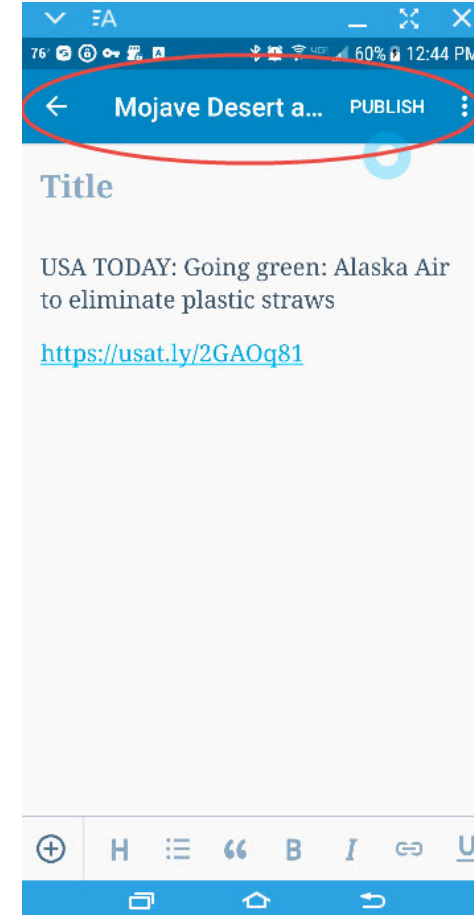 76°
60% 12:44 PM
Mojave Desert a... PUBLISH
Title
USA TODAY: Going green: Alaska Air
to eliminate plastic straws
https://usat.ly/2GAOq81
H B I U